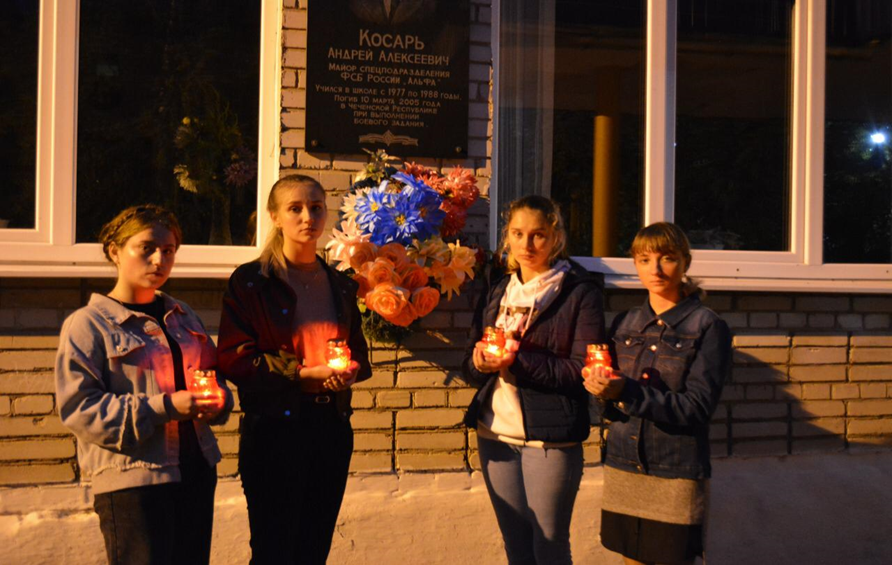 Косарь
Андрей Алексеевич
майор спецподразделения
ФСБ России „Альфа"
Учился в школе с 1977 по 1988 годы.
Погиб 10 марта 2005 года
в Чеченской Республике
при выполнении
боевого задания